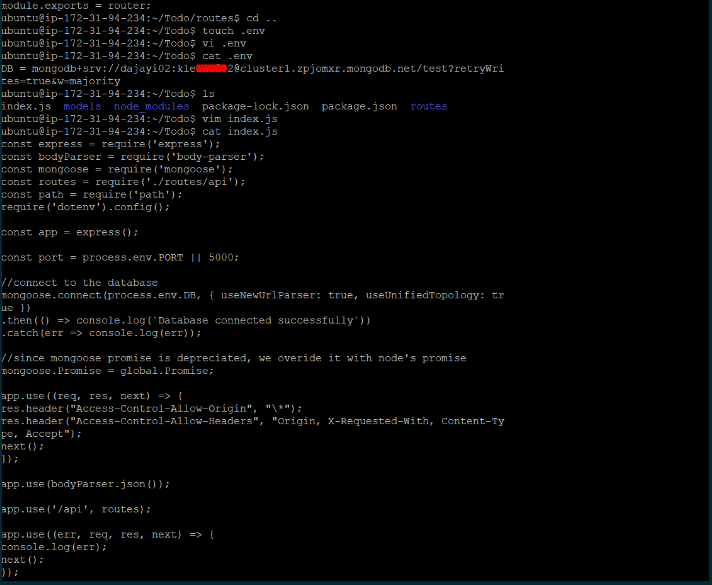 module.exports = router;
ubuntu@ip-172-31-94-234:~/Todo/routes$ cd ..
ubuntu@ip-172-31-94-234:~/Todo$ touch .env
ubuntu@ip-172-31-94-234:~/Todo$ vi .env
ubuntu@ip-172-31-94-234:~/Todo$ cat .env
DB = mongodb+srv://dajayi02:kle 2@cluster1.zpjomxr.mongodb.net/test?retryWri
tes=true&w=majority
ubuntu@ip-172-31-94-234:~/Todo$ ls
index.js  models  node_modules  package-lock.json  package.json  routes
ubuntu@ip-172-31-94-234:~/Todo$ vim index.js
ubuntu@ip-172-31-94-234:~/Todo$ cat index.js
const express = require('express');
const bodyParser = require('body-parser');
const mongoose = require('mongoose');
const routes = require('./routes/api');
const path = require('path');
require('dotenv').config();

const app = express();

const port = process.env.PORT || 5000;

//connect to the database
mongoose.connect(process.env.DB, { useNewUrlParser: true, useUnifiedTopology: tr
ue })
.then(() => console.log(`Database connected successfully`))
.catch(err => console.log(err));

//since mongoose promise is depreciated, we overide it with node's promise
mongoose.Promise = global.Promise;

app.use((req, res, next) => {
res.header("Access-Control-Allow-Origin", "\*");
res.header("Access-Control-Allow-Headers", "Origin, X-Requested-With, Content-Ty
pe, Accept");
next();
});

app.use(bodyParser.json());

app.use('/api', routes);

app.use((err, req, res, next) => {
console.log(err);
next();
});